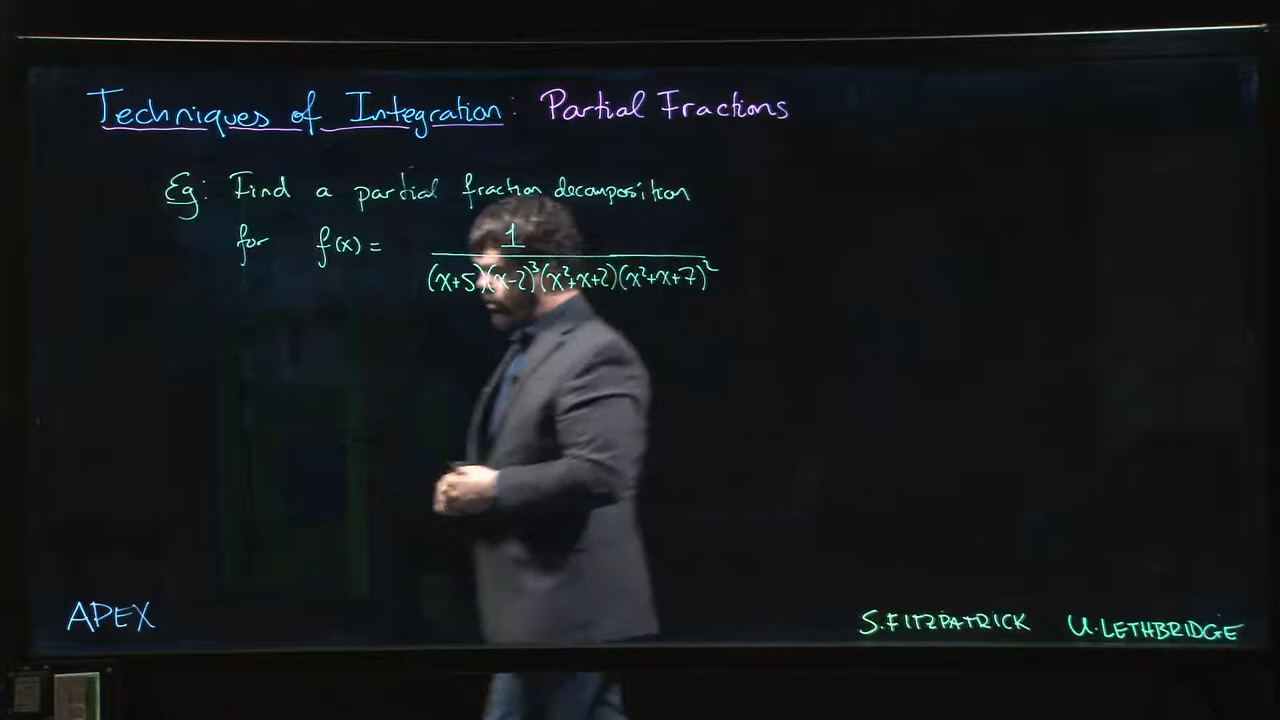 Techniques of Integration: Partial Fractions
Eg: Find a partial fraction decomposition
for f(x) = 1
(x+5)(x-2)³(x²+x+2)(x²+x+7)²
APEX
S.FITZPATRICK U.LETHBRIDGE